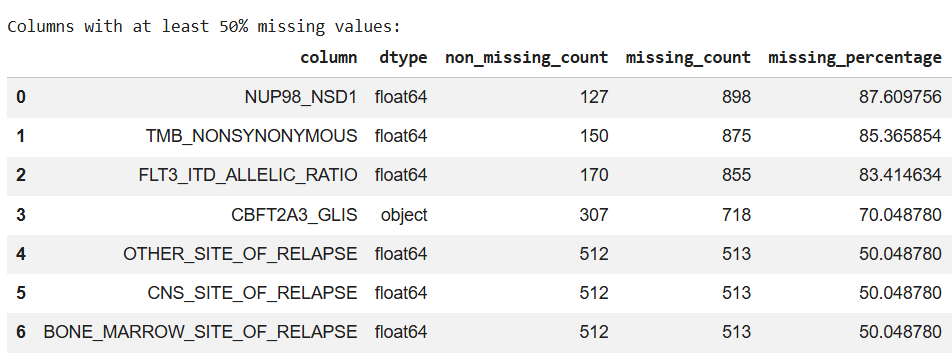 Columns with at least 50% missing values:
column dtype non_missing_count missing_count missing_percentage
0 NUP98_NSD1 float64 127 898 87.609756
1 TMB_NONSYNONYMOUS float64 150 875 85.365854
2 FLT3_ITD_ALLELIC_RATIO float64 170 855 83.414634
3 CBFT2A3_GLIS object 307 718 70.048780
4 OTHER_SITE_OF_RELAPSE float64 512 513 50.048780
5 CNS_SITE_OF_RELAPSE float64 512 513 50.048780
6 BONE_MARROW_SITE_OF_RELAPSE float64 512 513 50.048780